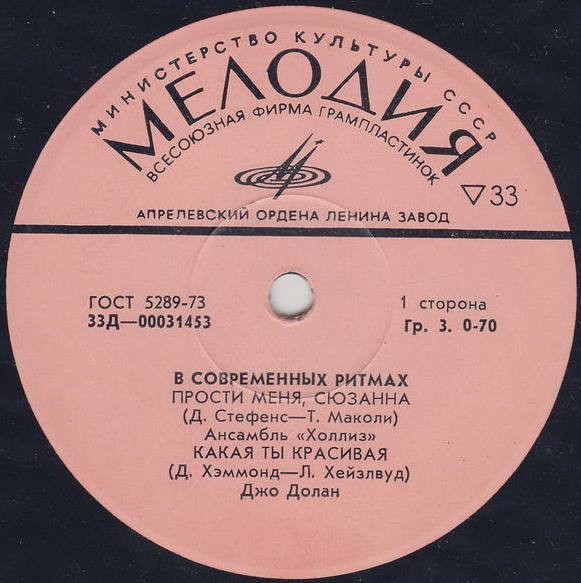 МИНИСТЕРСТВО КУЛЬТУРЫ СССР
МЕЛОДИЯ
ВСЕСОЮЗНАЯ ФИРМА ГРАМПЛАСТИНОК
▽33
АПРЕЛЕВСКИЙ ОРДЕНА ЛЕНИНА ЗАВОД
ГОСТ 5289-73
33Д—00031453
1 сторона
Гр. 3. 0-70
В СОВРЕМЕННЫХ РИТМАХ
ПРОСТИ МЕНЯ, СЮЗАННА
(Д. Стефенс—Т. Маколи)
Ансамбль «Холлиз»
КАКАЯ ТЫ КРАСИВАЯ
(Д. Хэммонд—Л. Хейзлвуд)
Джо Долан